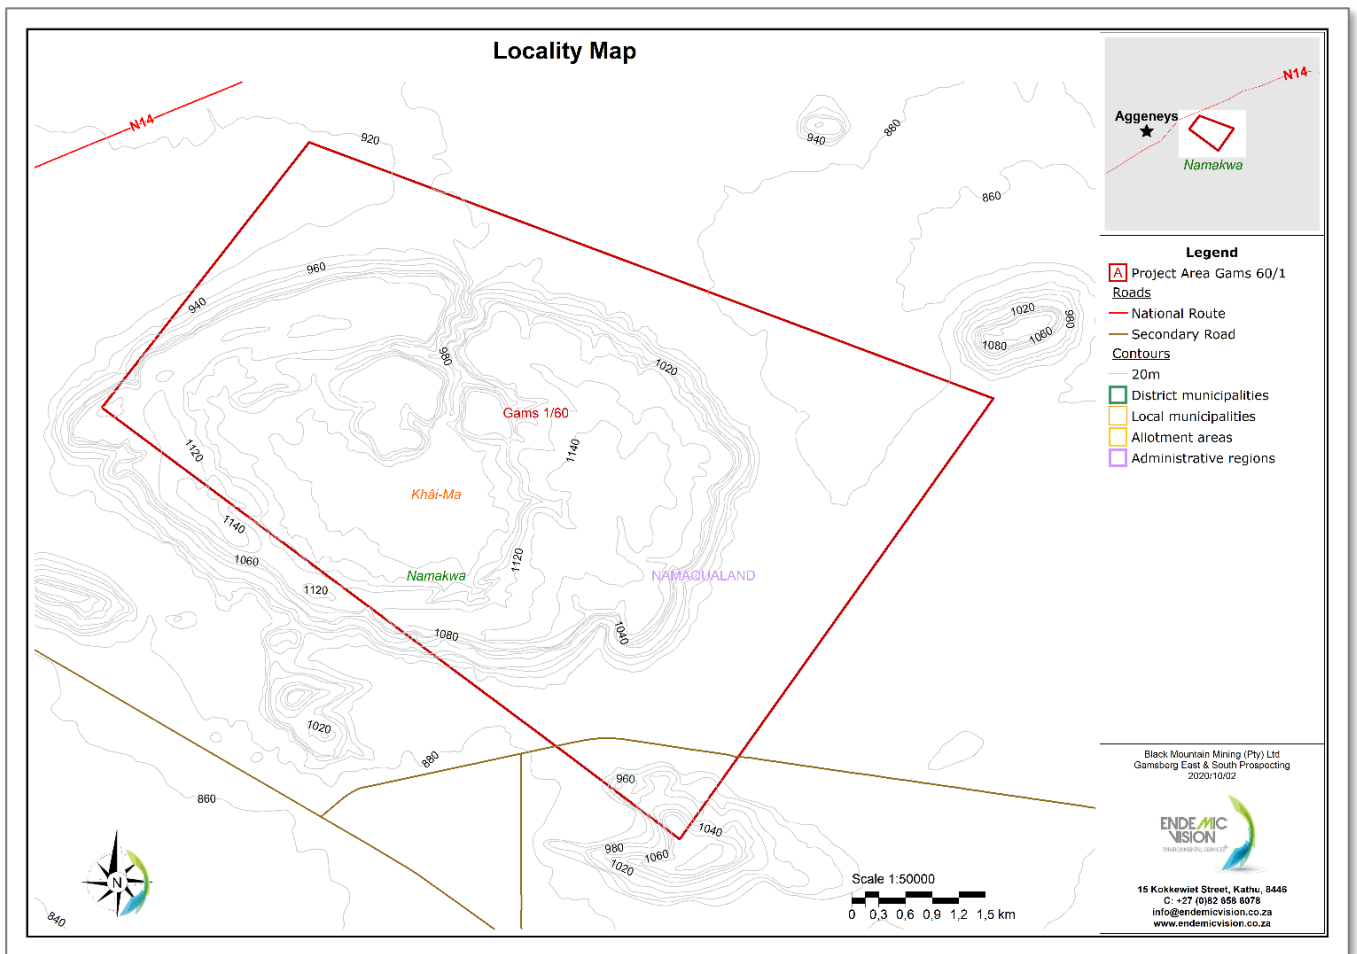 Locality Map
N14
920
940
880
860
960
940
980
1020
1020
980
1060
1080
Gams 1/60
1120
1140
Khâi-Ma
1140
1060
1120
Namakwa
1120
NAMAQUALAND
1080
1040
1020
880
860
960
1040
980
1060
1020
840
N
Scale 1:50000
0 0,3 0,6 0,9 1,2 1,5 km
N14
Aggeneys
Namakwa
Legend
A Project Area Gams 60/1
Roads
National Route
Secondary Road
Contours
20m
District municipalities
Local municipalities
Allotment areas
Administrative regions
Black Mountain Mining (Pty) Ltd
Gamsberg East & South Prospecting
2020/10/02
ENDEMIC
VISION
ENVIRONMENTAL SERVICES
15 Kokkewiet Street, Kathu, 8446
C: +27 (0)82 658 6078
info@endemicvision.co.za
www.endemicvision.co.za